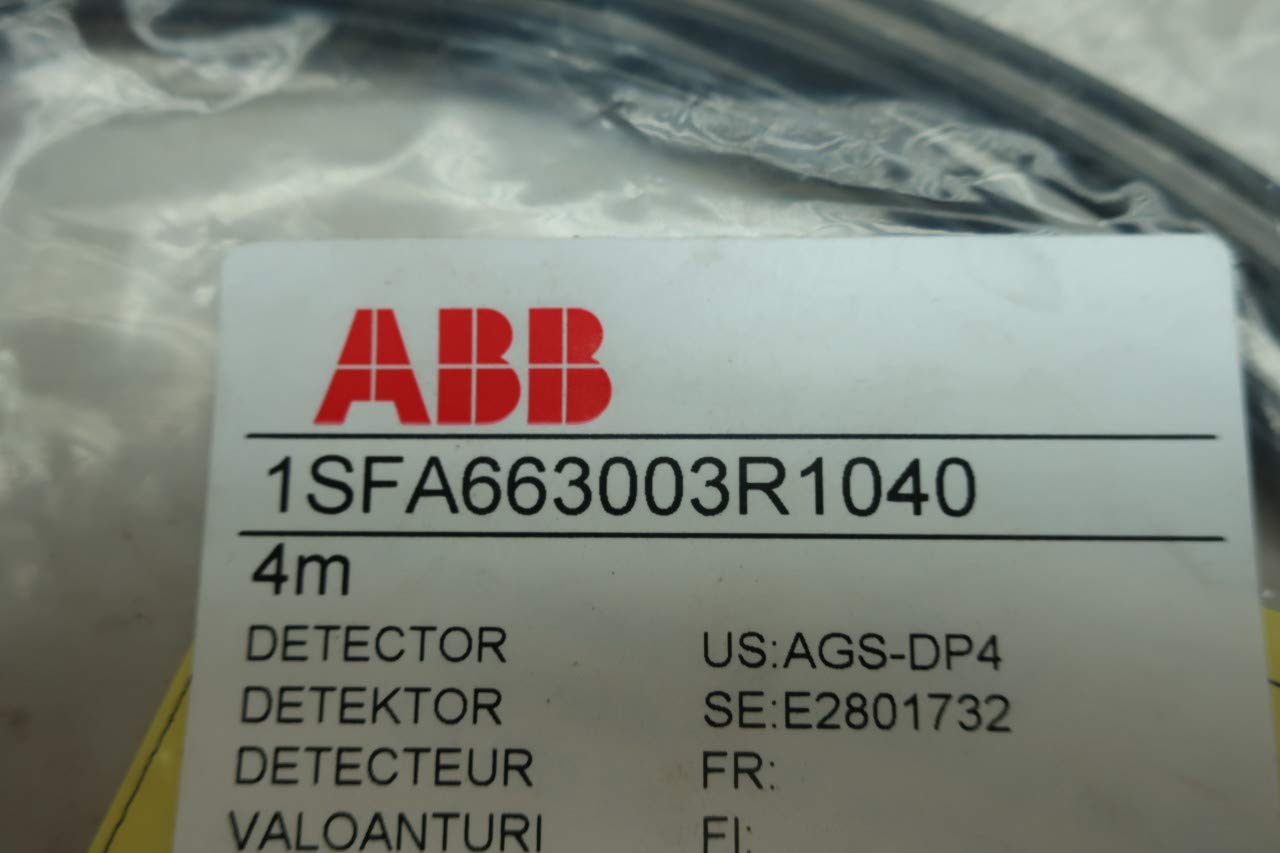 ABB
1SFA663003R1040
4m
DETECTOR US:AGS-DP4
DETEKTOR SE:E2801732
DETECTEUR FR:
VALOANTURI FI: